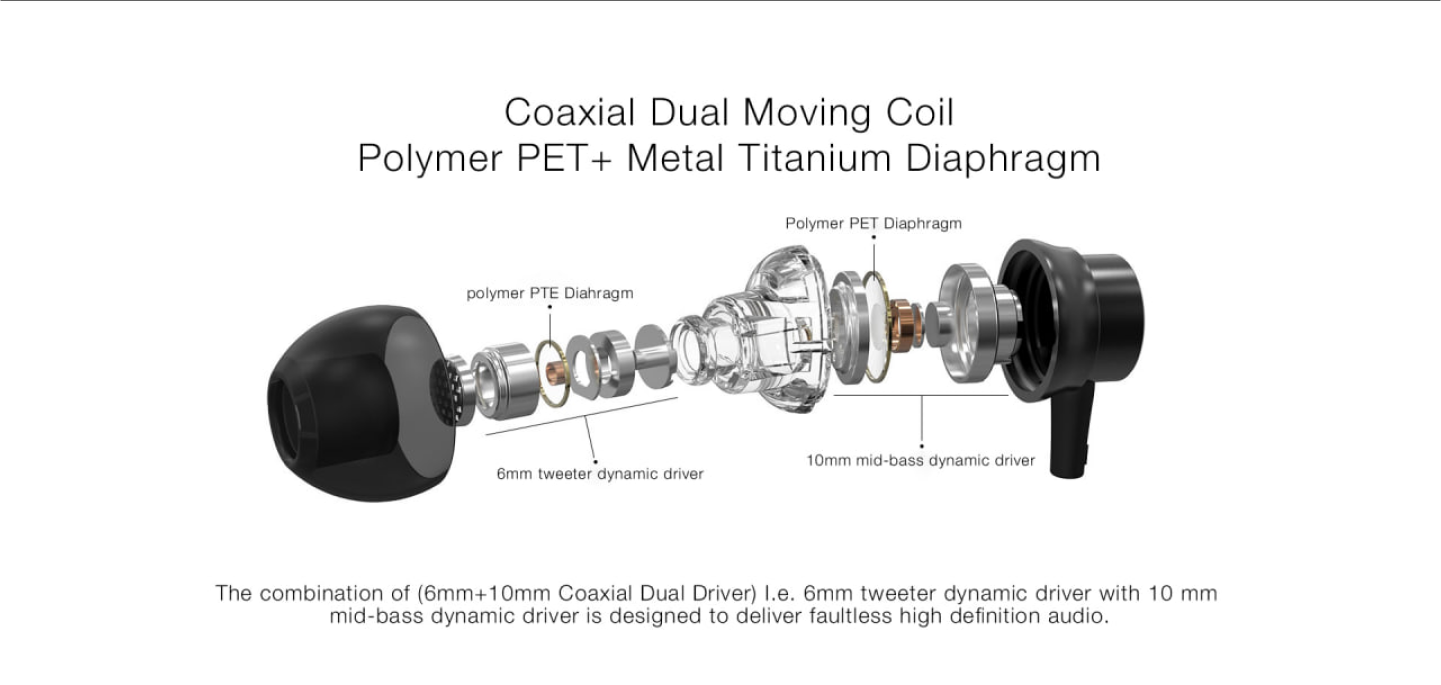 Coaxial Dual Moving Coil
Polymer PET+ Metal Titanium Diaphragm
Polymer PET Diaphragm
polymer PTE Diahragm
6mm tweeter dynamic driver
10mm mid-bass dynamic driver
The combination of (6mm+10mm Coaxial Dual Driver) I.e. 6mm tweeter dynamic driver with 10 mm
mid-bass dynamic driver is designed to deliver faultless high definition audio.